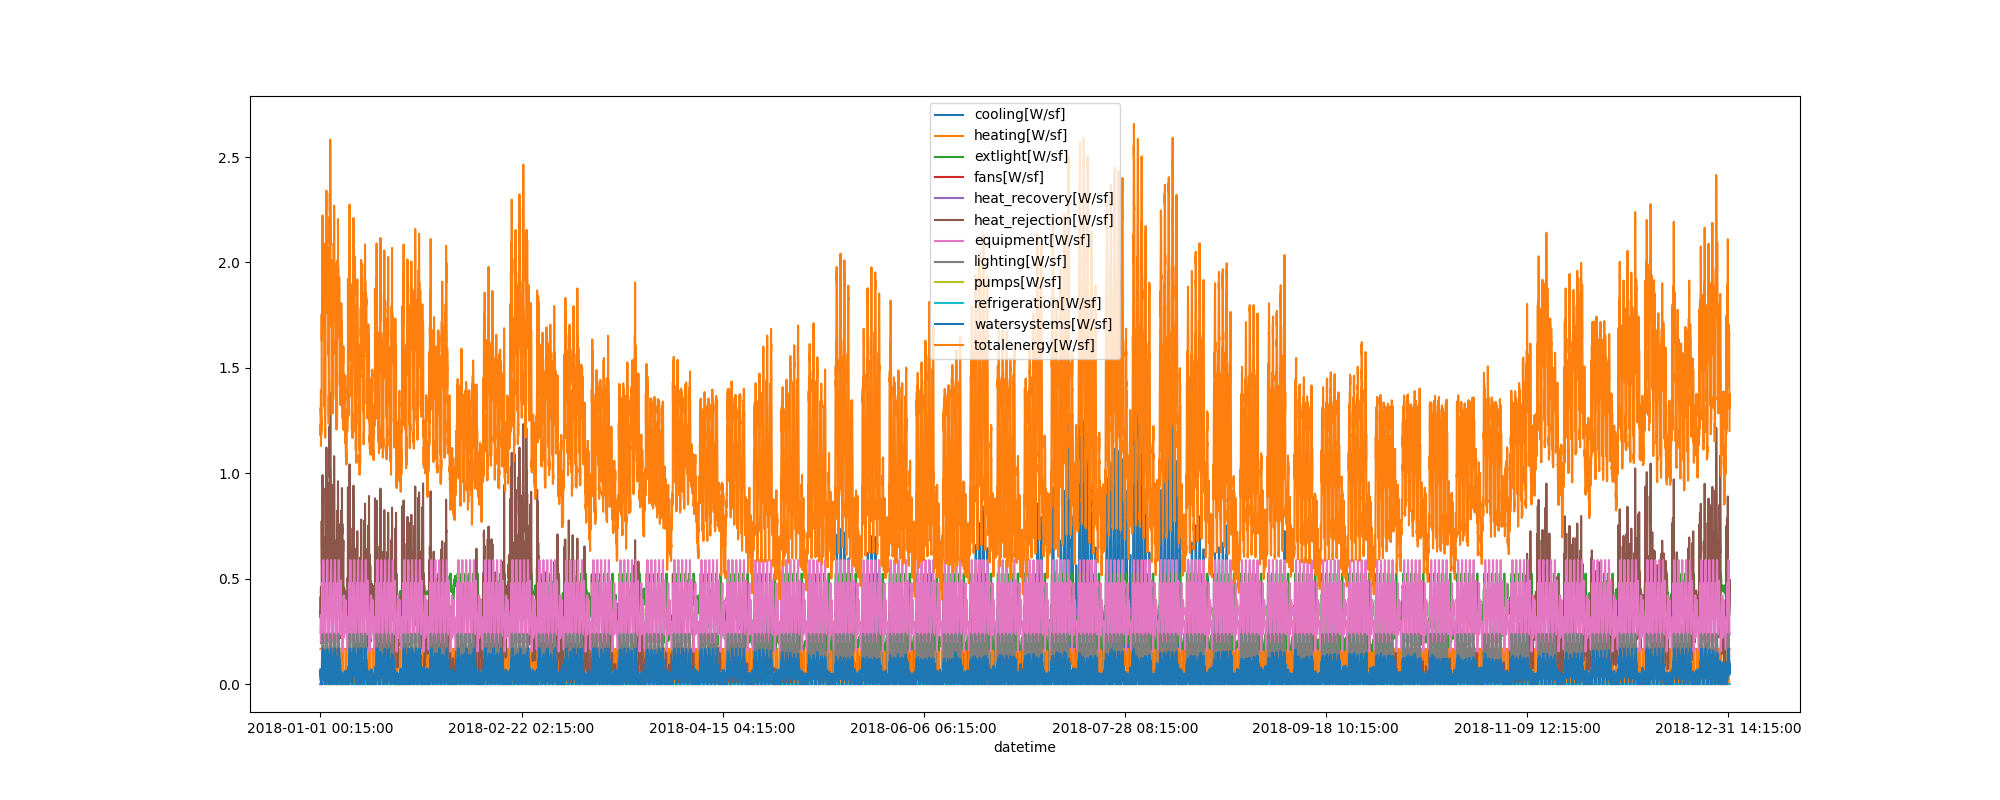 cooling[W/sf]
heating[W/sf]
extlight[W/sf]
fans[W/sf]
heat_recovery[W/sf]
heat_rejection[W/sf]
equipment[W/sf]
lighting[W/sf]
pumps[W/sf]
refrigeration[W/sf]
watersystems[W/sf]
totalenergy[W/sf]
2.5
2.0
1.5
1.0
0.5
0.0
2018-01-01 00:15:00 2018-02-22 02:15:00 2018-04-15 04:15:00 2018-06-06 06:15:00 2018-07-28 08:15:00 2018-09-18 10:15:00 2018-11-09 12:15:00 2018-12-31 14:15:00
datetime